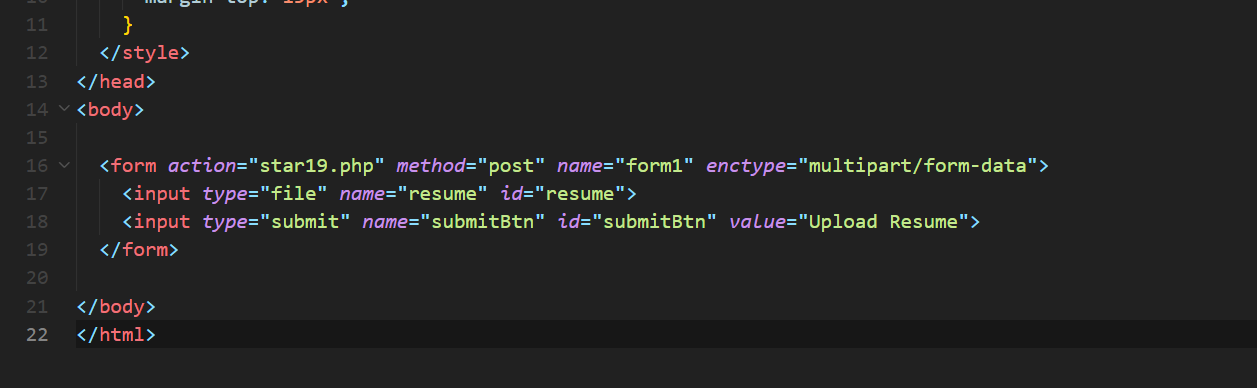 11 }
12 </style>
13 </head>
14 <body>
15
16 <form action="star19.php" method="post" name="form1" enctype="multipart/form-data">
17 <input type="file" name="resume" id="resume">
18 <input type="submit" name="submitBtn" id="submitBtn" value="Upload Resume">
19 </form>
20
21 </body>
22 </html>